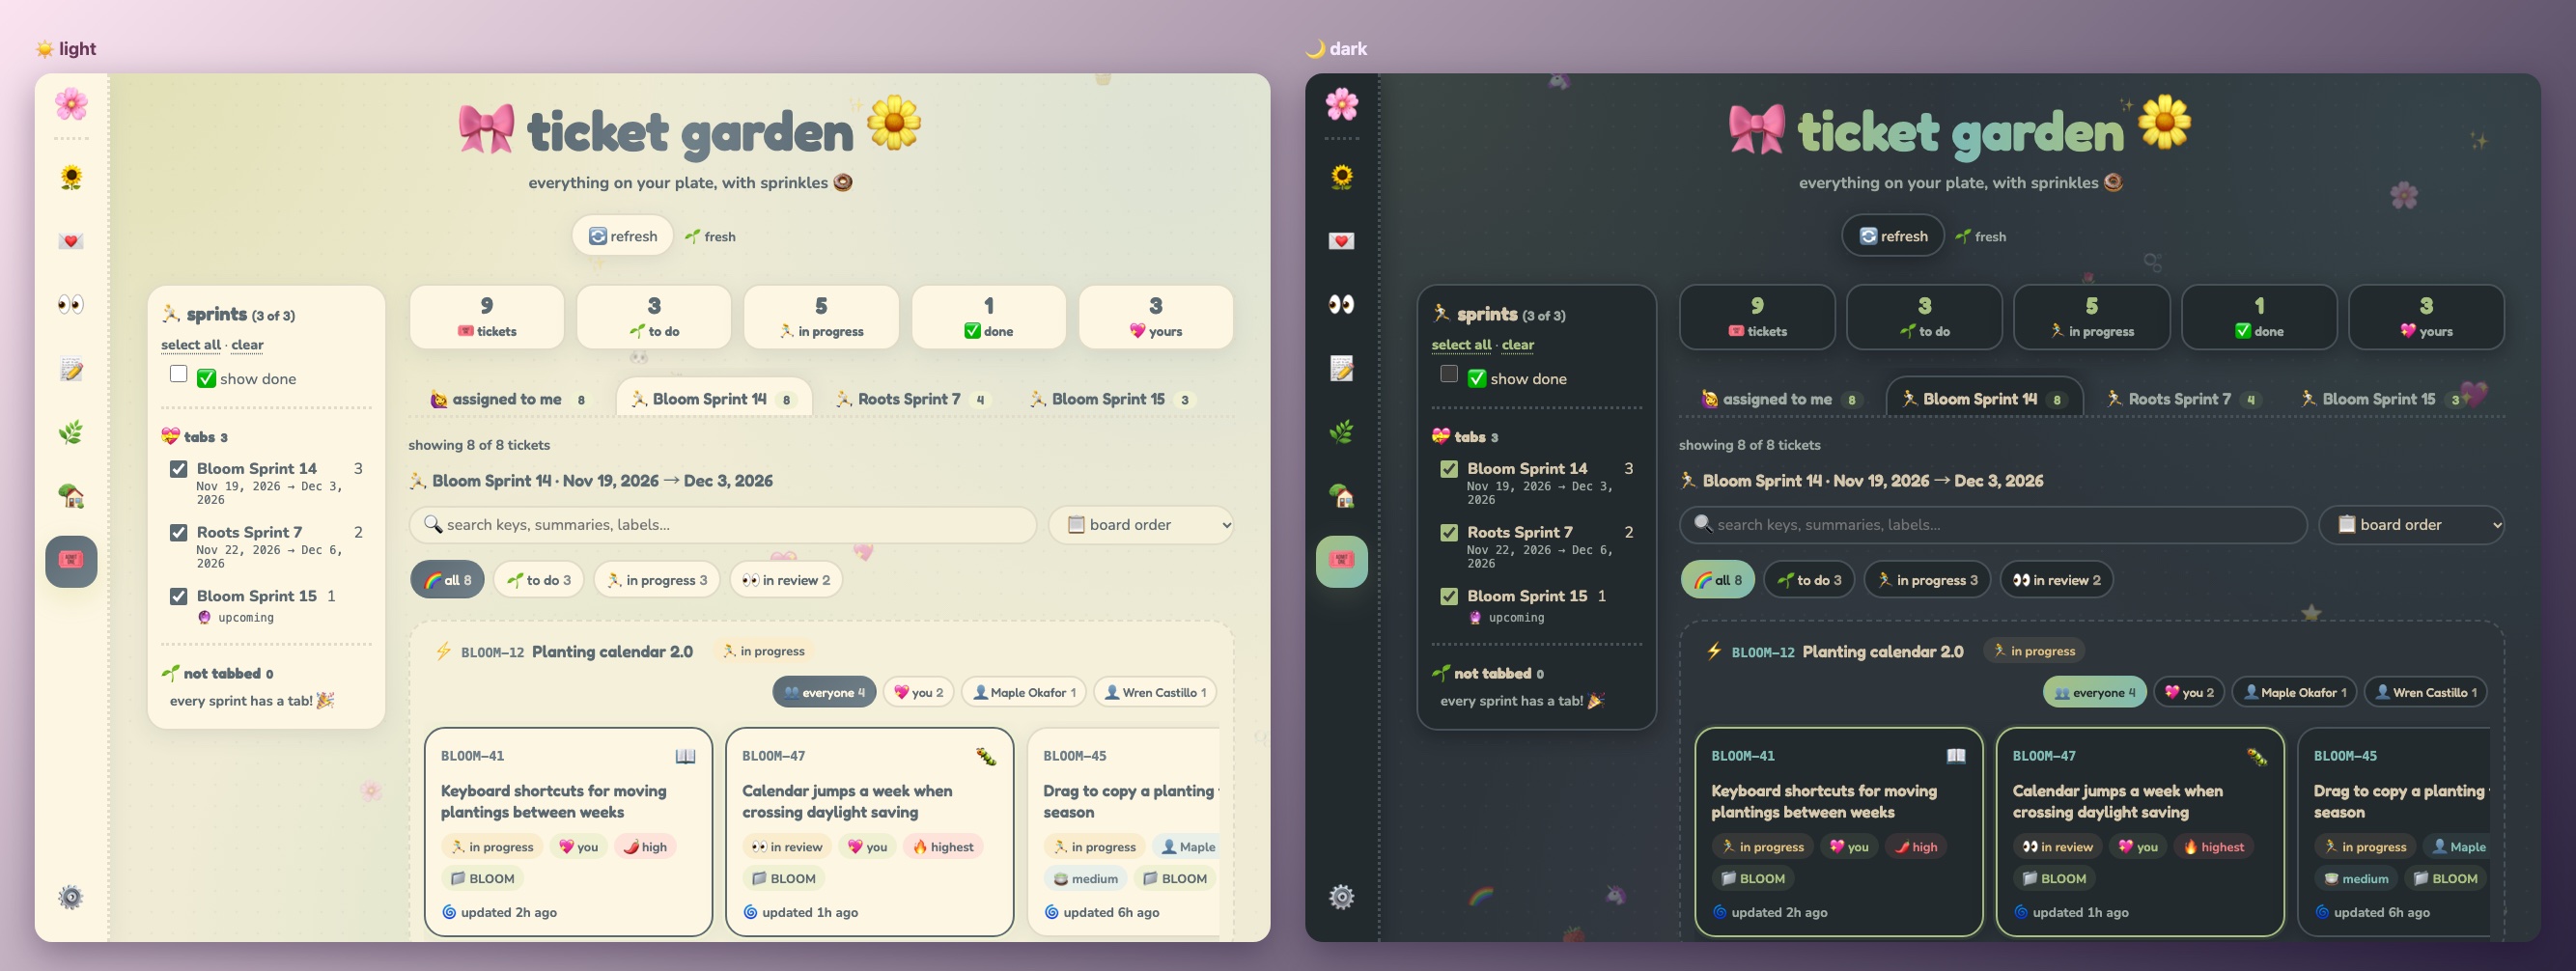 light
ticket garden
everything on your plate, with sprinkles
refresh fresh
sprints (3 of 3)
select all · clear
show done
tabs 3
Bloom Sprint 14 3
Nov 19, 2026 → Dec 3,
2026
Roots Sprint 7 2
Nov 22, 2026 → Dec 6,
2026
Bloom Sprint 15 1
upcoming
not tabbed 0
every sprint has a tab!
9 3 5 1 3
tickets to do in progress done yours
assigned to me 8 Bloom Sprint 14 8 Roots Sprint 7 4 Bloom Sprint 15 3
showing 8 of 8 tickets
Bloom Sprint 14 · Nov 19, 2026 → Dec 3, 2026
search keys, summaries, labels... board order
all 8 to do 3 in progress 3 in review 2
BLOOM-12 Planting calendar 2.0 in progress
everyone 4 you 2 Maple Okafor 1 Wren Castillo 1
BLOOM-41
Keyboard shortcuts for moving
plantings between weeks
in progress you high
BLOOM
updated 2h ago
BLOOM-47
Calendar jumps a week when
crossing daylight saving
in review you highest
BLOOM
updated 1h ago
BLOOM-45
Drag to copy a planting
season
in progress Maple
medium BLOOM
updated 6h ago
dark
ticket garden
everything on your plate, with sprinkles
refresh fresh
sprints (3 of 3)
select all · clear
show done
tabs 3
Bloom Sprint 14 3
Nov 19, 2026 → Dec 3,
2026
Roots Sprint 7 2
Nov 22, 2026 → Dec 6,
2026
Bloom Sprint 15 1
upcoming
not tabbed 0
every sprint has a tab!
9 3 5 1 3
tickets to do in progress done yours
assigned to me 8 Bloom Sprint 14 8 Roots Sprint 7 4 Bloom Sprint 15 3
showing 8 of 8 tickets
Bloom Sprint 14 · Nov 19, 2026 → Dec 3, 2026
search keys, summaries, labels... board order
all 8 to do 3 in progress 3 in review 2
BLOOM-12 Planting calendar 2.0 in progress
everyone 4 you 2 Maple Okafor 1 Wren Castillo 1
BLOOM-41
Keyboard shortcuts for moving
plantings between weeks
in progress you high
BLOOM
updated 2h ago
BLOOM-47
Calendar jumps a week when
crossing daylight saving
in review you highest
BLOOM
updated 1h ago
BLOOM-45
Drag to copy a planting
season
in progress Maple
medium BLOOM
updated 6h ago